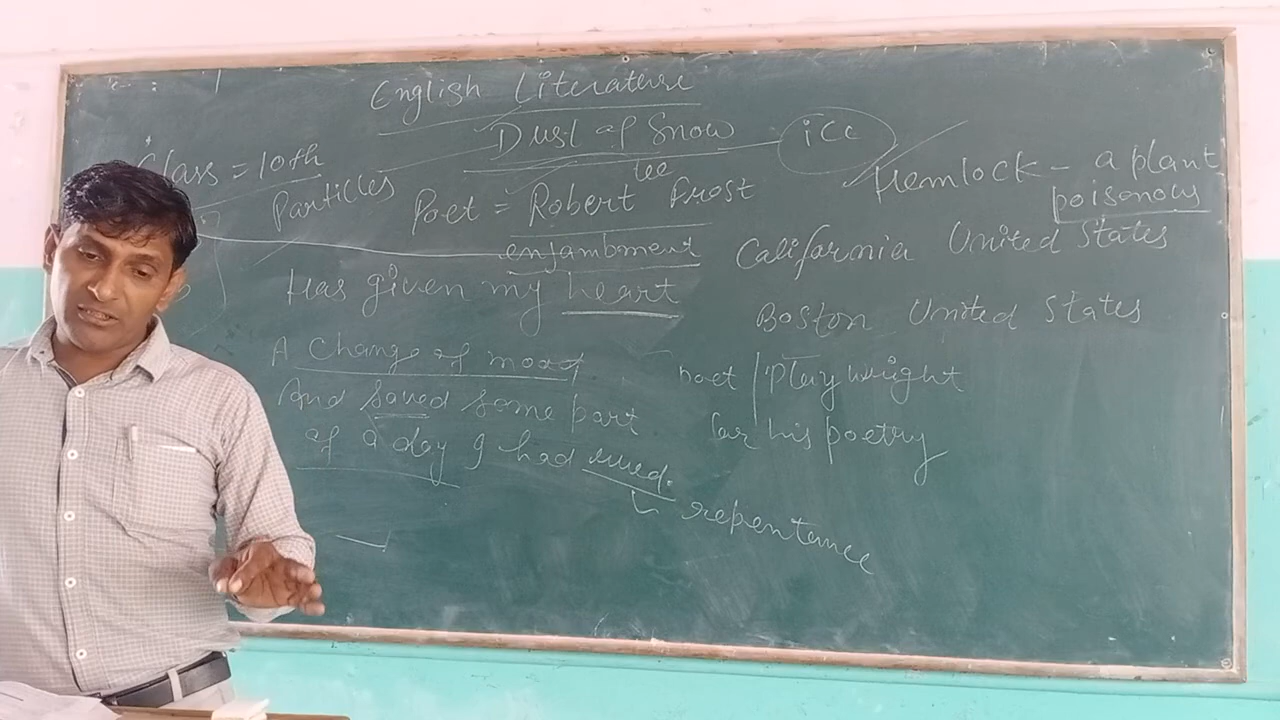 English Literature
Dust of Snow
ice
Class = 10th
Particles
Poet = Robert Frost
enjambment
Has given my heart
A Change of mood
And saved some part
of a day I had rued.
repentance
Hemlock - a plant
poisonous
California United States
Boston United States
poet / Playwright
for his poetry